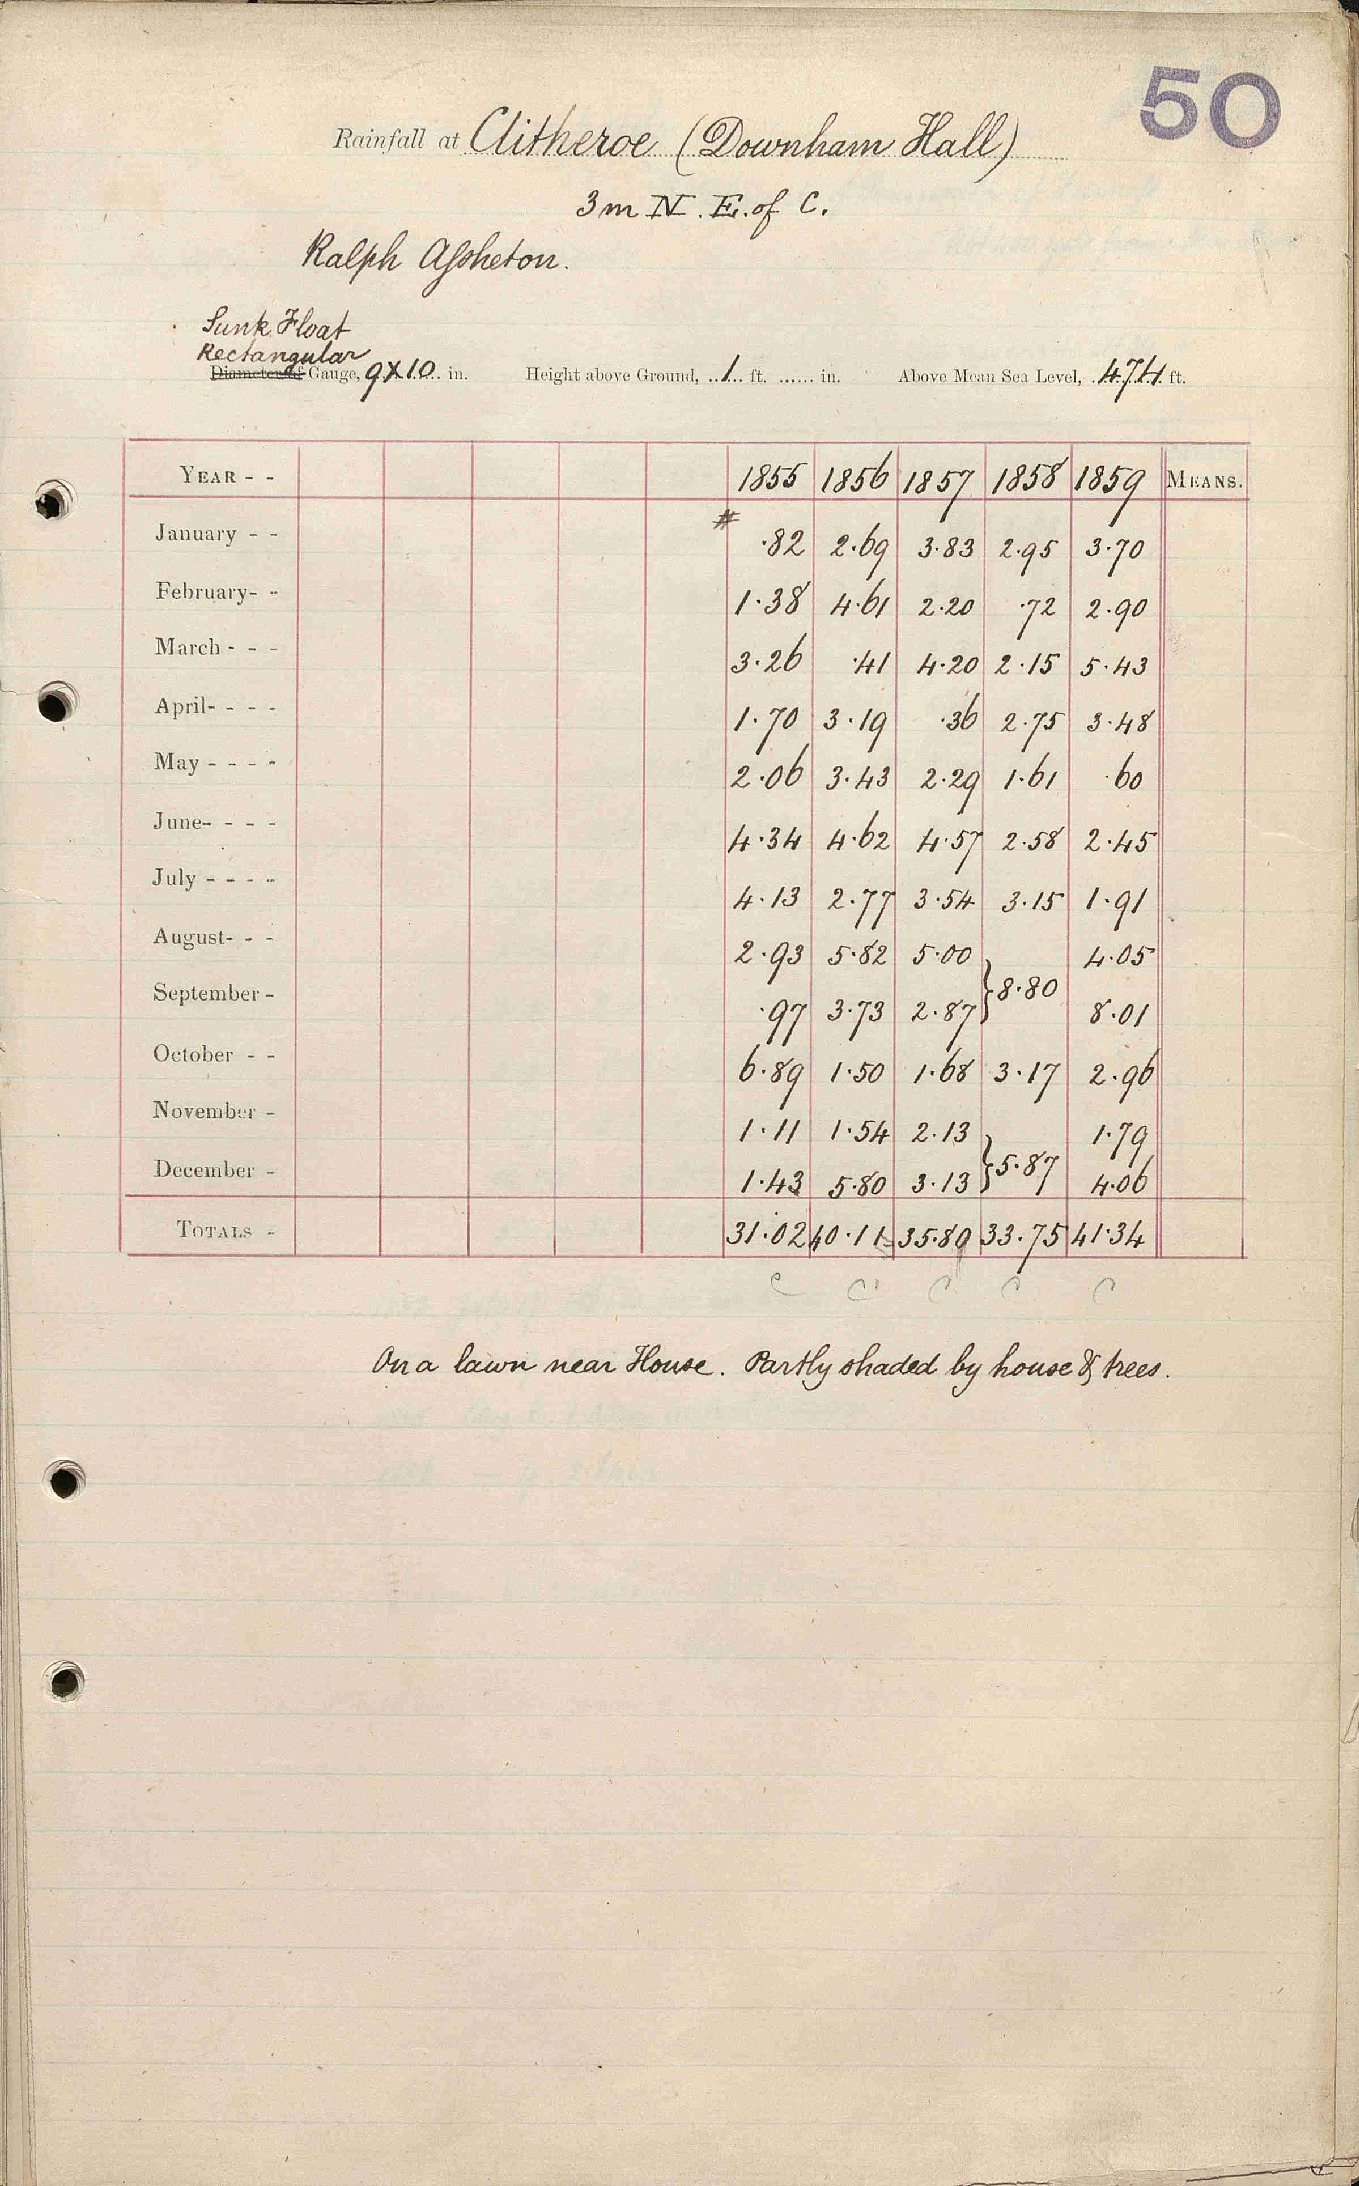 50
Rainfall at Clitheroe (Downham Hall)
3 m N. E. of C.
Ralph Assheton.
Sunk Float
Rectangular
Diameter of Gauge, 9x10 in. Height above Ground, 1 ft. in. Above Mean Sea Level, 474 ft.
YEAR - - 1855 1856 1857 1858 1859 MEANS.
#
January - - ·82 2·69 3·83 2·95 3·70
February- - 1·38 4·61 2·20 ·72 2·90
March - - - 3·26 ·41 4·20 2·15 5·43
April- - - - 1·70 3·19 ·36 2·75 3·48
May - - - - 2·06 3·43 2·29 1·61 ·60
June- - - - 4·34 4·62 4·57 2·58 2·45
July - - - - 4·13 2·77 3·54 3·15 1·91
August- - - 2·93 5·82 5·00 } 8·80 4·05
September - ·97 3·73 2·87 8·01
October - - 6·89 1·50 1·68 3·17 2·96
November - 1·11 1·54 2·13 } 5·87 1·79
December - 1·43 5·80 3·13 4·06
TOTALS - 31·02 40·11 35·80 33·75 41·34
C C C C C
On a lawn near House. Partly shaded by house & trees.